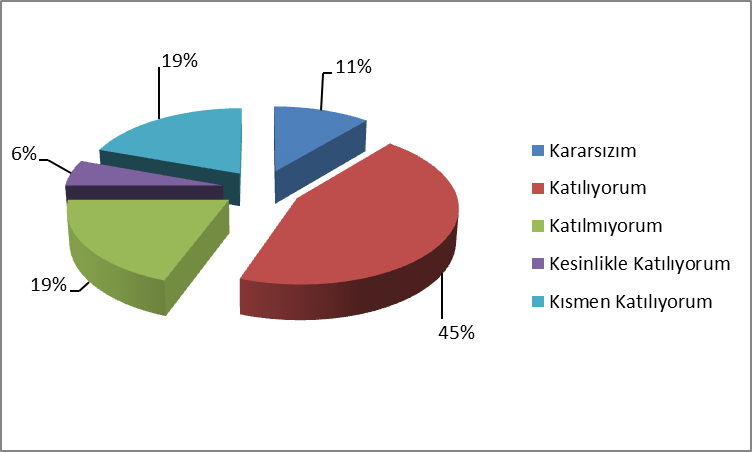 19%
11%
6%
19%
45%
Kararsızım
Katılıyorum
Katılmıyorum
Kesinlikle Katılıyorum
Kısmen Katılıyorum